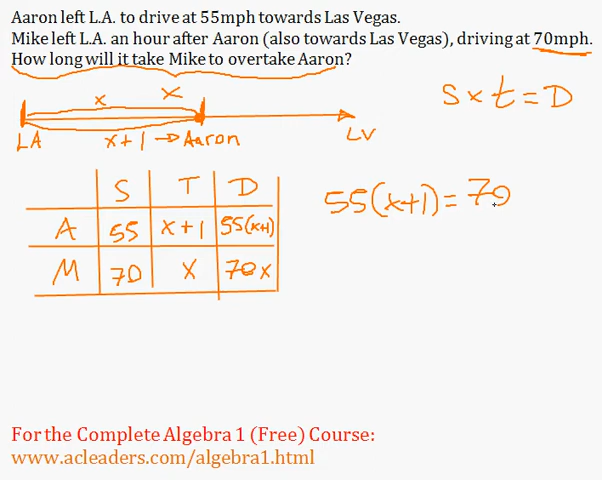 Aaron left L.A. to drive at 55mph towards Las Vegas.
Mike left L.A. an hour after Aaron (also towards Las Vegas), driving at 70mph.
How long will it take Mike to overtake Aaron?
S x t = D
x x
LA x+1 → Aaron LV
S T D
A 55 x+1 55(x+1)
M 70 x 70x
55(x+1) = 70
For the Complete Algebra 1 (Free) Course:
www.acleaders.com/algebra1.html